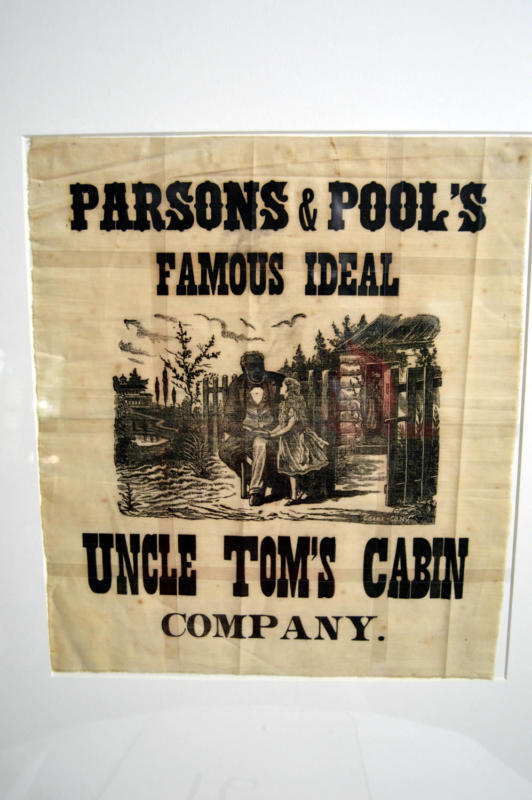 PARSONS & POOL'S
FAMOUS IDEAL
UNCLE TOM'S CABIN
COMPANY.